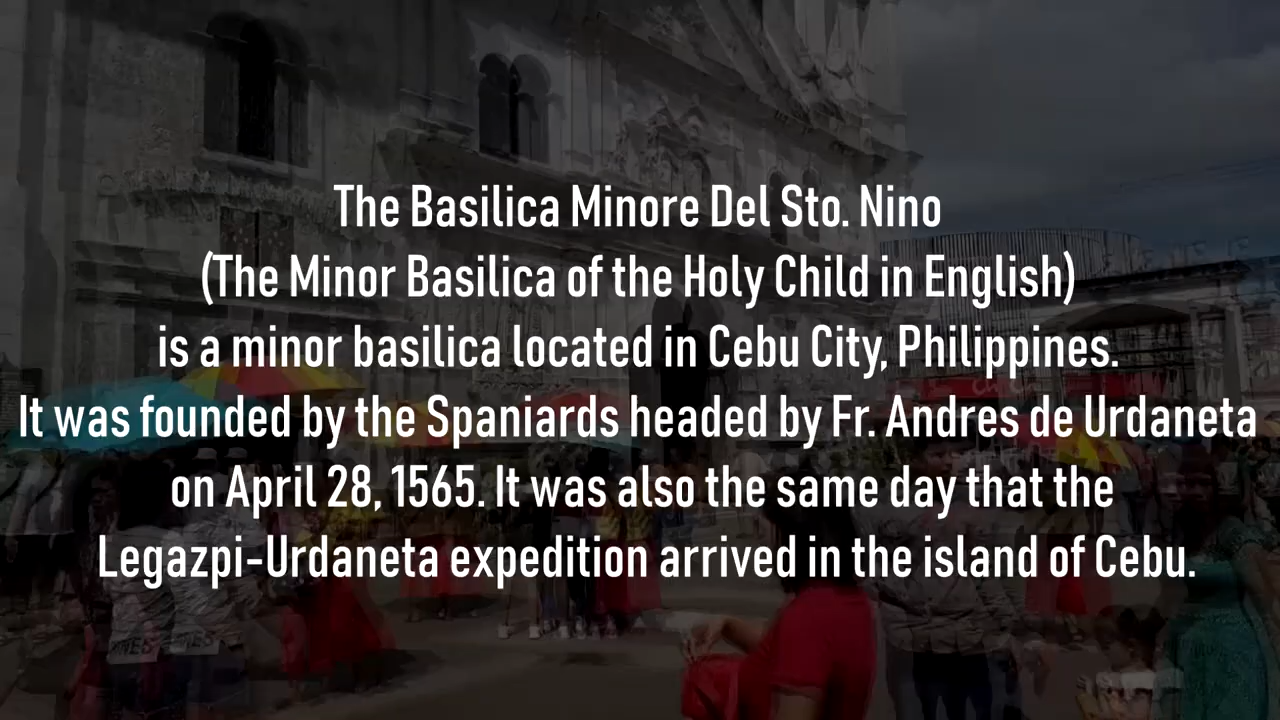 The Basilica Minore Del Sto. Nino
(The Minor Basilica of the Holy Child in English)
is a minor basilica located in Cebu City, Philippines.
It was founded by the Spaniards headed by Fr. Andres de Urdaneta
on April 28, 1565. It was also the same day that the
Legazpi-Urdaneta expedition arrived in the island of Cebu.